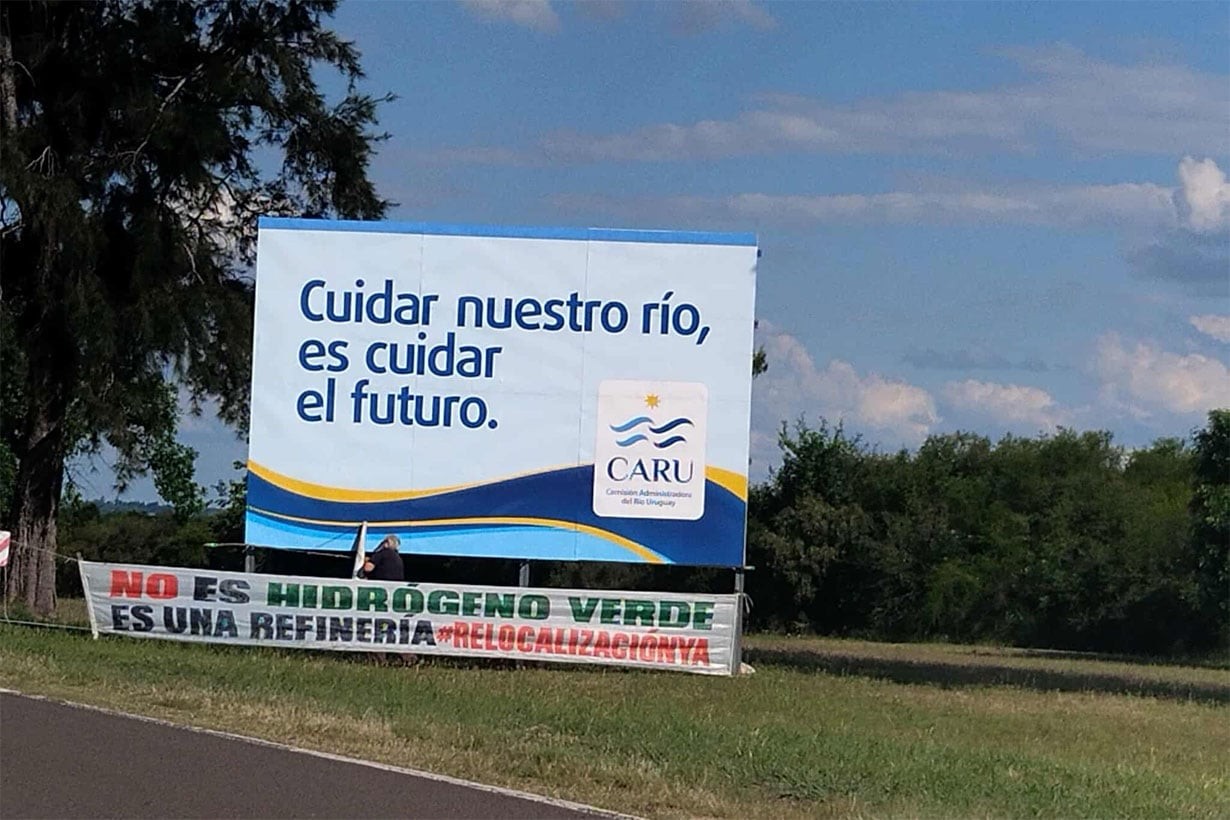 Cuidar nuestro río,
es cuidar
el futuro.
CARU
Comisión Administradora
del Río Uruguay
NO ES HIDRÓGENO VERDE
ES UNA REFINERÍA #RELOCALIZACIÓNYA